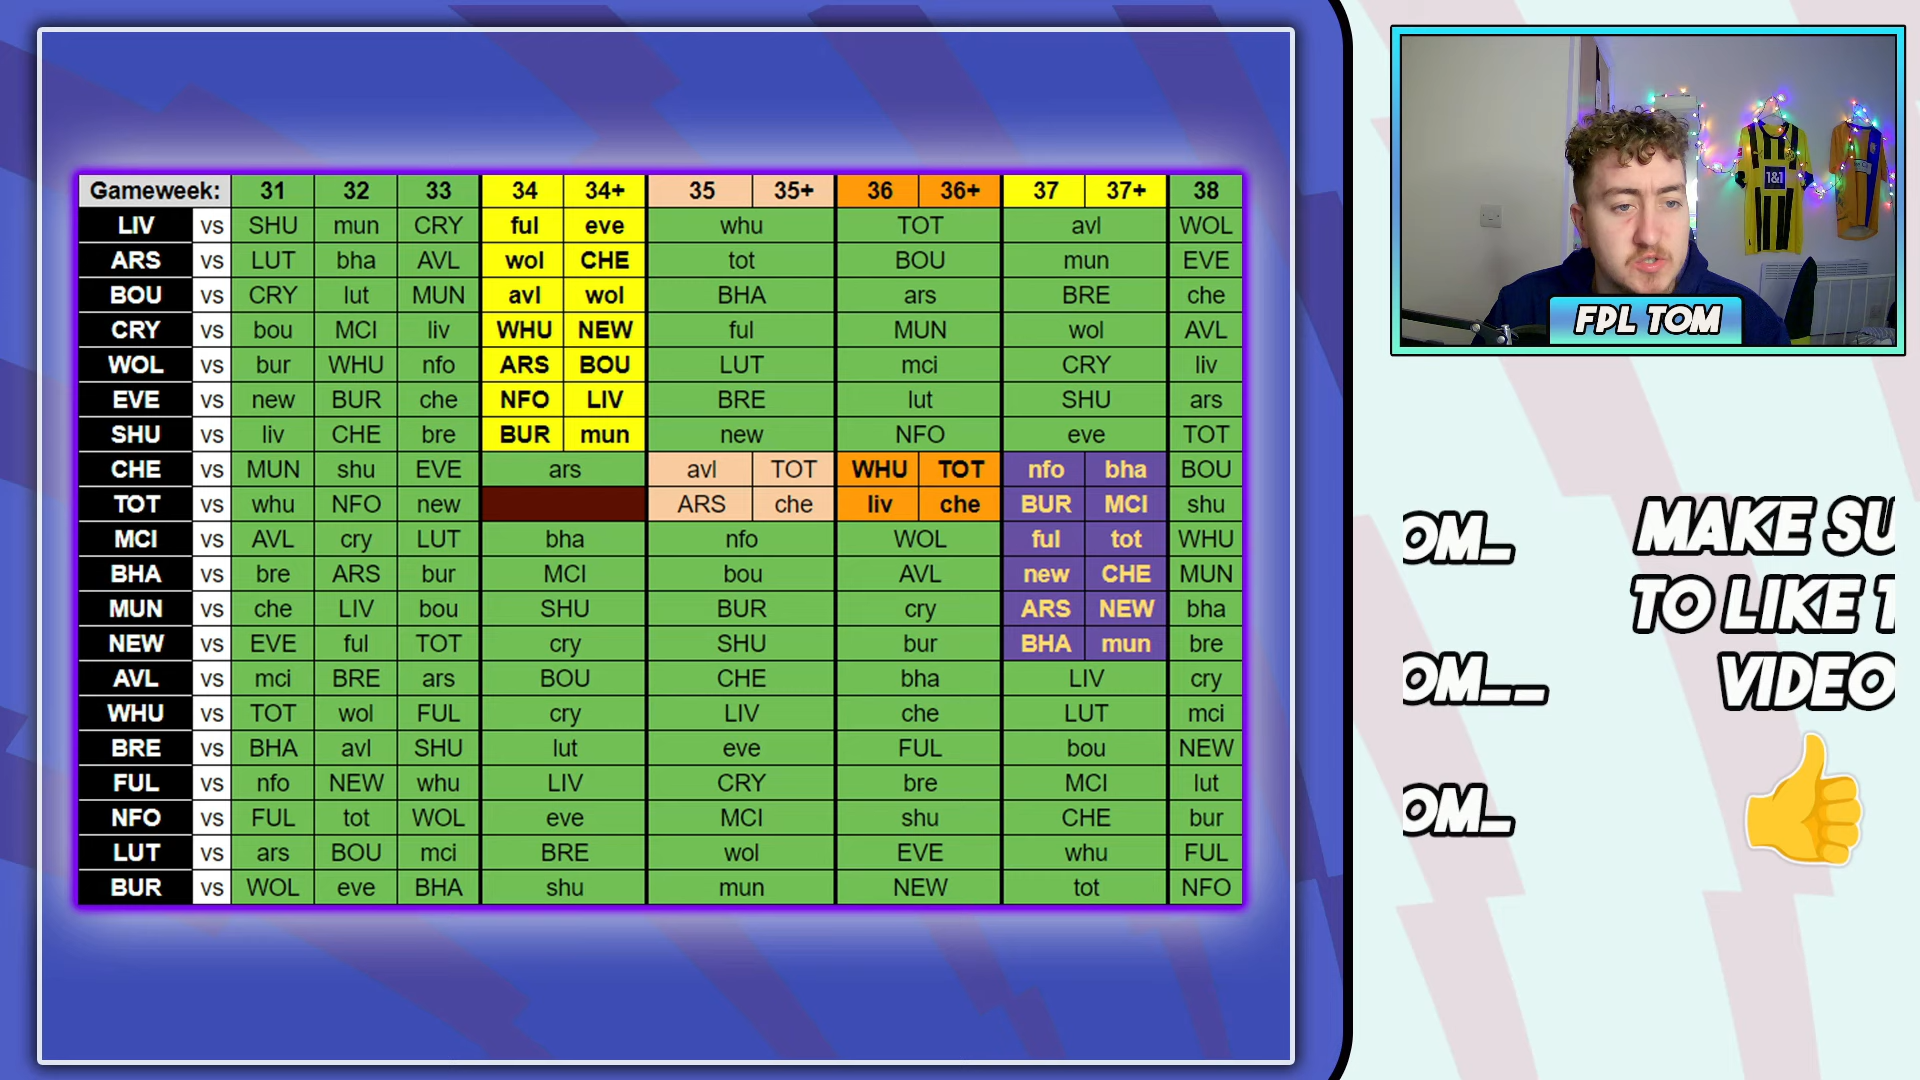 Gameweek: 31 32 33 34 34+ 35 35+ 36 36+ 37 37+ 38
LIV vs SHU mun CRY ful eve whu TOT avl WOL
ARS vs LUT bha AVL wol CHE tot BOU mun EVE
BOU vs CRY lut MUN avl wol BHA ars BRE che
CRY vs bou MCI liv WHU NEW ful MUN wol AVL
WOL vs bur WHU nfo ARS BOU LUT mci CRY liv
EVE vs new BUR che NFO LIV BRE lut SHU ars
SHU vs liv CHE bre BUR mun new NFO eve TOT
CHE vs MUN shu EVE ars avl TOT WHU TOT nfo bha BOU
TOT vs whu NFO new ARS che liv che BUR MCI shu
MCI vs AVL cry LUT bha nfo WOL ful tot WHU
BHA vs bre ARS bur MCI bou AVL new CHE MUN
MUN vs che LIV bou SHU BUR cry ARS NEW bha
NEW vs EVE ful TOT cry SHU bur BHA mun bre
AVL vs mci BRE ars BOU CHE bha LIV cry
WHU vs TOT wol FUL cry LIV che LUT mci
BRE vs BHA avl SHU lut eve FUL bou NEW
FUL vs nfo NEW whu LIV CRY bre MCI lut
NFO vs FUL tot WOL eve MCI shu CHE bur
LUT vs ars BOU mci BRE wol EVE whu FUL
BUR vs WOL eve BHA shu mun NEW tot NFO
1&1
FPL TOM
OM_
OM__
OM_
MAKE SU
TO LIKE T
VIDEO